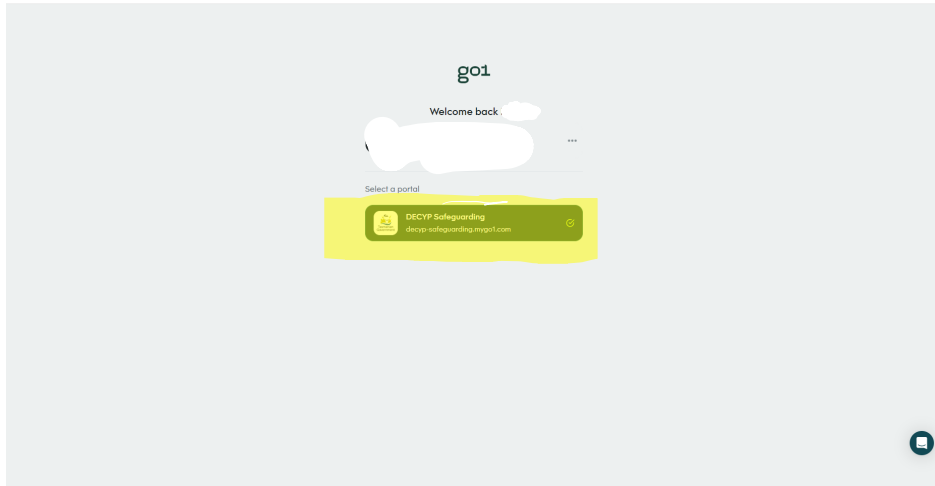 go1
Welcome back
Select a portal
DECYP Safeguarding
decyp-safeguarding.mygo1.com